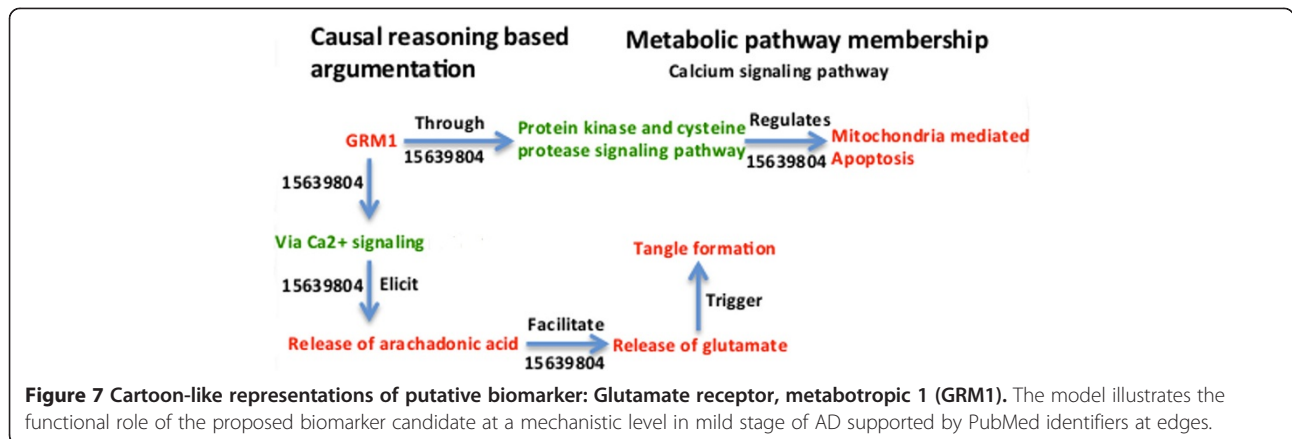 Causal reasoning based
argumentation
Metabolic pathway membership
Calcium signaling pathway
GRM1
Through
15639804
Protein kinase and cysteine
protease signaling pathway
Regulates
15639804
Mitochondria mediated
Apoptosis
15639804
Via Ca2+ signaling
15639804
Elicit
Tangle formation
Trigger
Release of arachadonic acid
Facilitate
15639804
Release of glutamate
Figure 7 Cartoon-like representations of putative biomarker: Glutamate receptor, metabotropic 1 (GRM1). The model illustrates the
functional role of the proposed biomarker candidate at a mechanistic level in mild stage of AD supported by PubMed identifiers at edges.